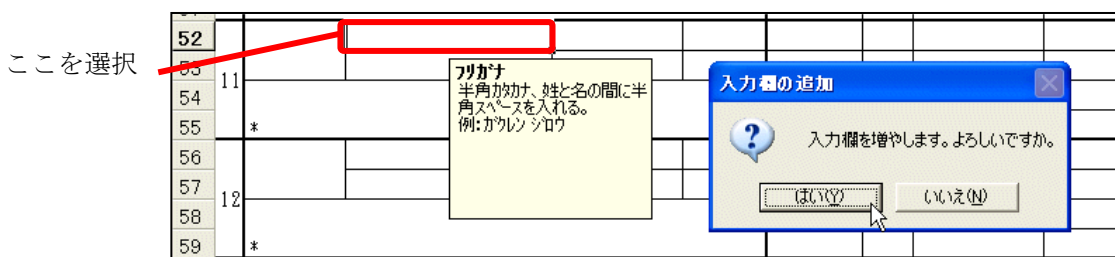 ここを選択
52
53
11
54
55
*
56
57
12
58
59
*
フリガナ
半角カタカナ、姓と名の間に半
角スペースを入れる。
例:ガクレン ジロウ
入力欄の追加
入力欄を増やします。よろしいですか。
はい(Y)
いいえ(N)